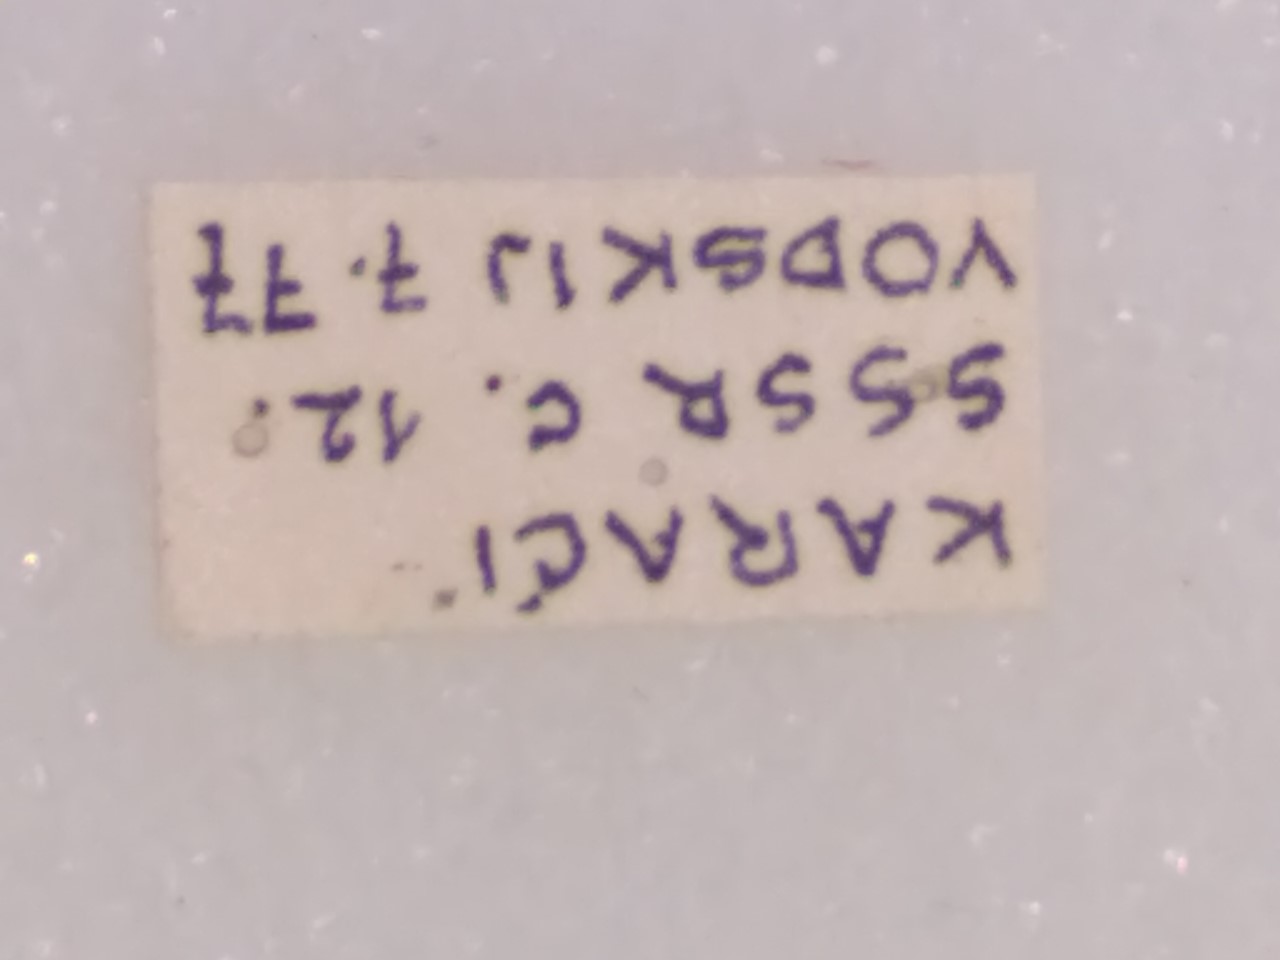 KARAĆI
SSSR C. 12.
VODSKIJ 7.77